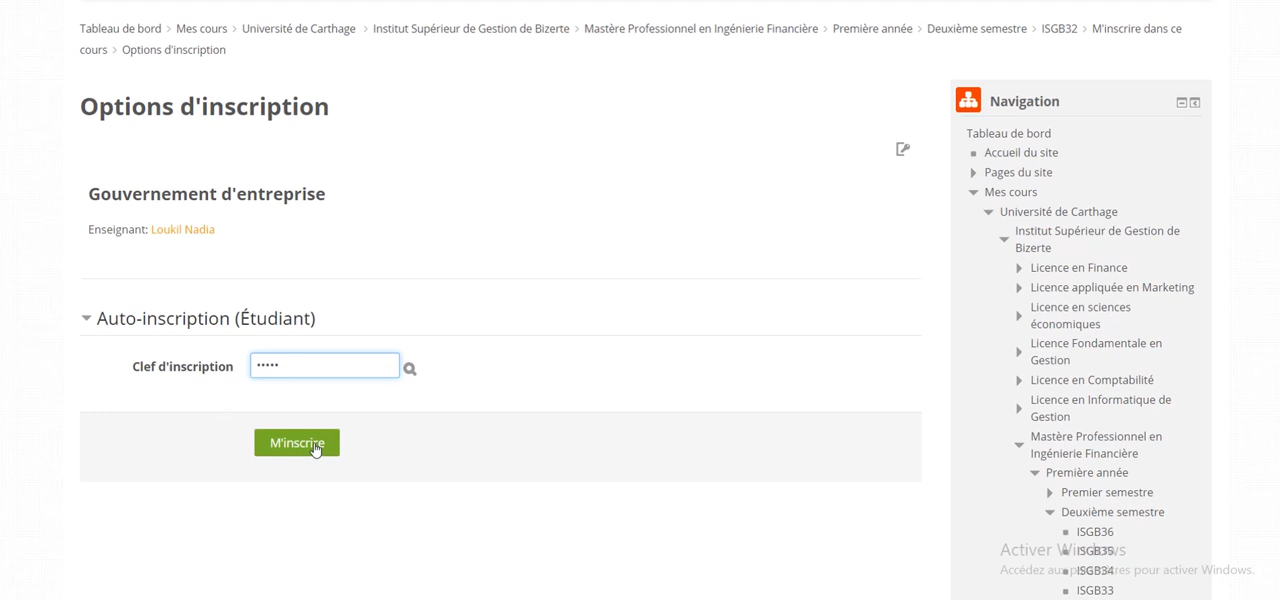 Tableau de bord > Mes cours > Université de Carthage > Institut Supérieur de Gestion de Bizerte > Mastère Professionnel en Ingénierie Financière > Première année > Deuxième semestre > ISGB32 > M'inscrire dans ce
cours > Options d'inscription
Options d'inscription
Gouvernement d'entreprise
Enseignant: Loukil Nadia
Auto-inscription (Étudiant)
Clef d'inscription •••••
M'inscrire
Navigation
Tableau de bord
Accueil du site
Pages du site
Mes cours
Université de Carthage
Institut Supérieur de Gestion de
Bizerte
Licence en Finance
Licence appliquée en Marketing
Licence en sciences
économiques
Licence Fondamentale en
Gestion
Licence en Comptabilité
Licence en Informatique de
Gestion
Mastère Professionnel en
Ingénierie Financière
Première année
Premier semestre
Deuxième semestre
ISGB36
ISGB35
ISGB34
ISGB33
Activer Windows
Accédez aux paramètres pour activer Windows.